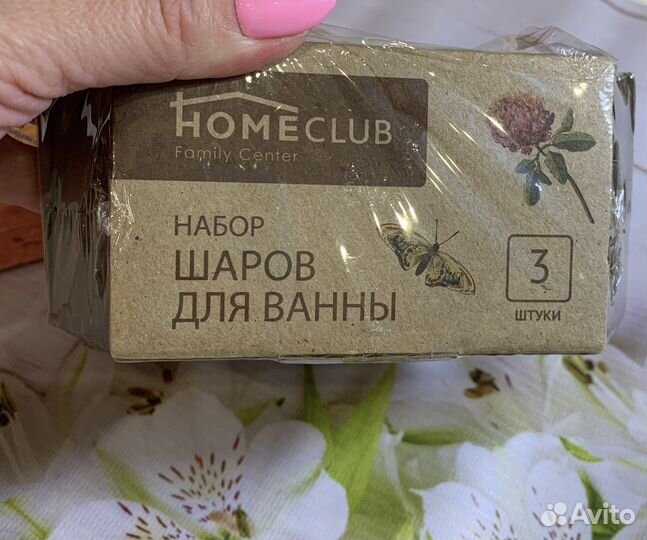 HOMECLUB
Family Center
НАБОР
ШАРОВ
ДЛЯ ВАННЫ
3
ШТУКИ
Avito